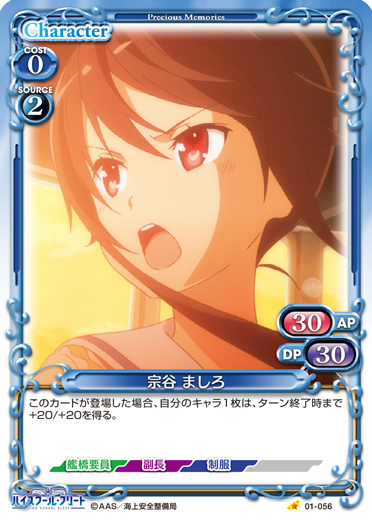 Precious Memories
Character
COST
0
SOURCE
2
30 AP
DP 30
宗谷 ましろ
このカードが登場した場合、自分のキャラ1枚は、ターン終了時まで
+20/+20を得る。
艦橋要員 副長 制服
ハイスクール・フリート
©AAS/海上安全整備局 01-056